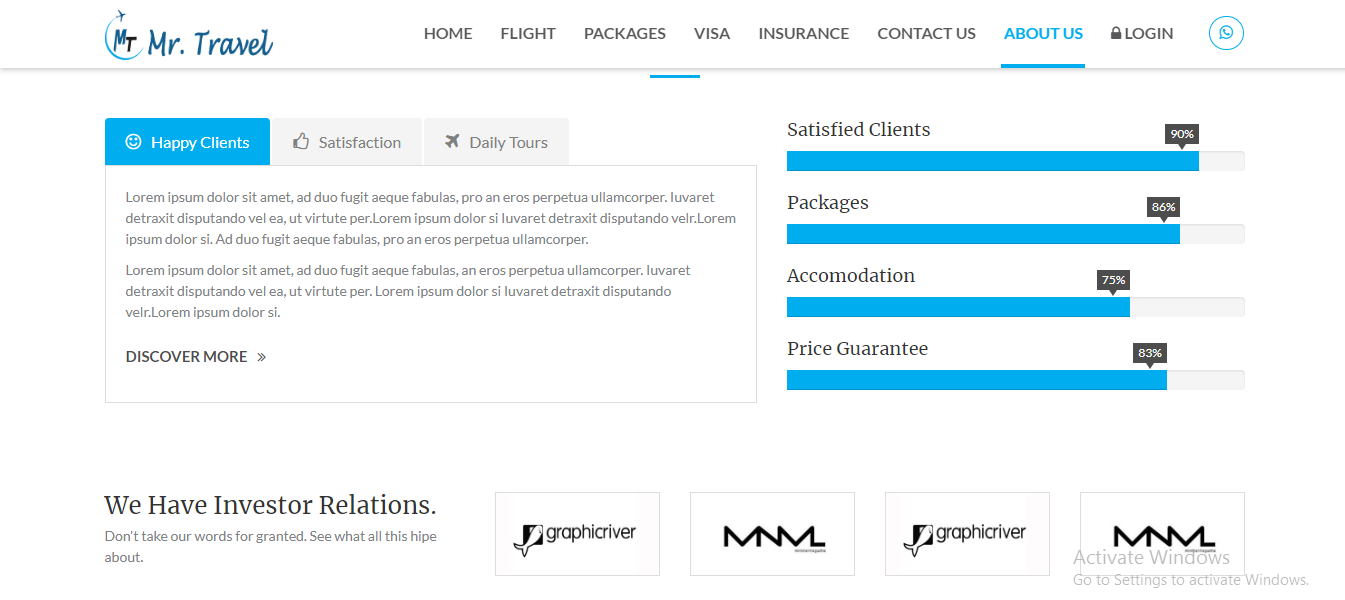 MT Mr. Travel
HOME FLIGHT PACKAGES VISA INSURANCE CONTACT US ABOUT US LOGIN
Happy Clients Satisfaction Daily Tours
Lorem ipsum dolor sit amet, ad duo fugit aeque fabulas, pro an eros perpetua ullamcorper. Iuvaret
detraxit disputando vel ea, ut virtute per.Lorem ipsum dolor si Iuvaret detraxit disputando velr.Lorem
ipsum dolor si. Ad duo fugit aeque fabulas, pro an eros perpetua ullamcorper.
Lorem ipsum dolor sit amet, ad duo fugit aeque fabulas, an eros perpetua ullamcorper. Iuvaret
detraxit disputando vel ea, ut virtute per. Lorem ipsum dolor si Iuvaret detraxit disputando
velr.Lorem ipsum dolor si.
DISCOVER MORE »
Satisfied Clients
90%
Packages
86%
Accomodation
75%
Price Guarantee
83%
We Have Investor Relations.
Don't take our words for granted. See what all this hipe
about.
graphicriver
MNML
graphicriver
MNML
Activate Windows
Go to Settings to activate Windows.